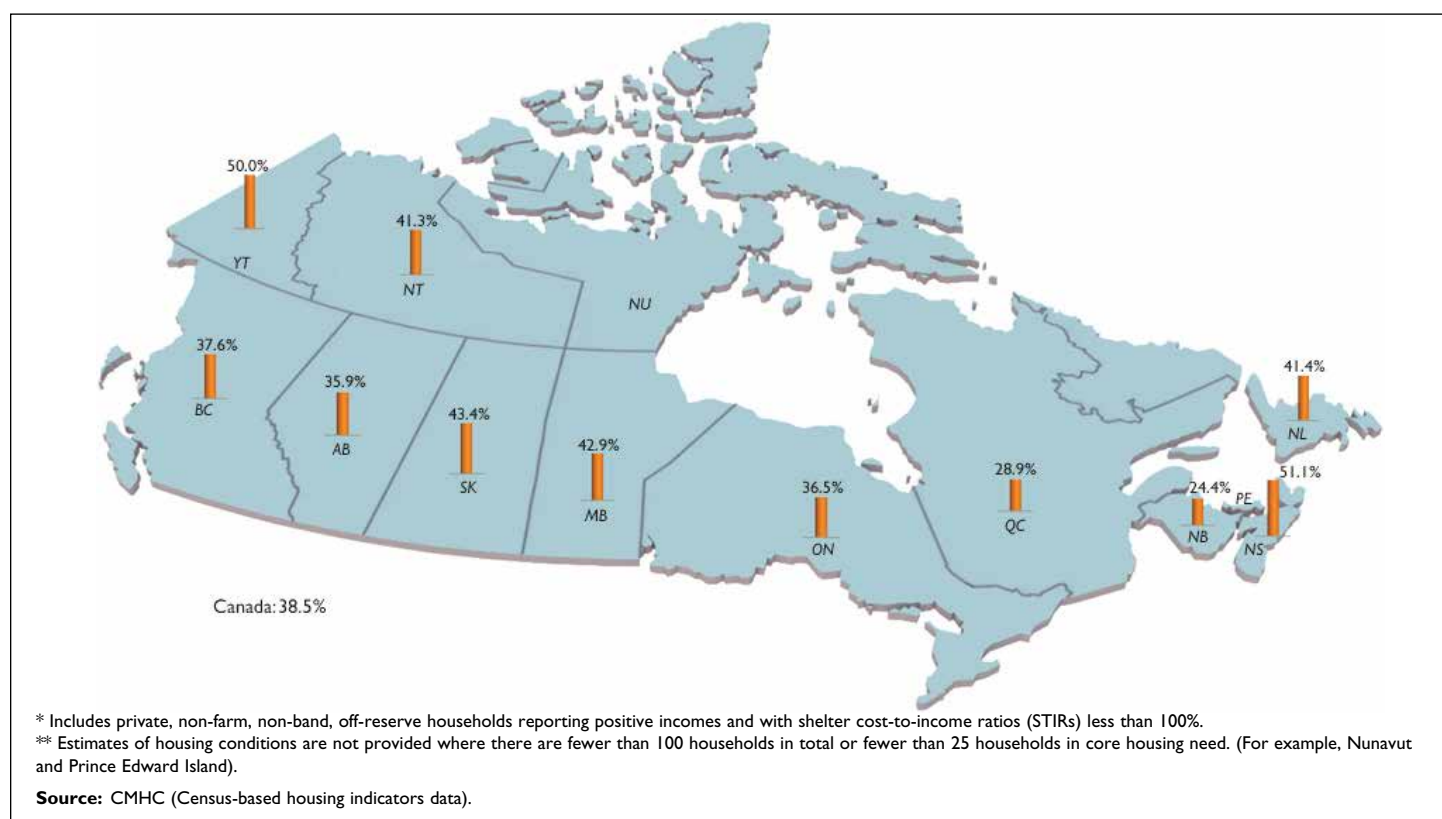 50.0%
YT
41.3%
NT
NU
37.6%
BC
35.9%
AB
43.4%
SK
42.9%
MB
36.5%
ON
28.9%
QC
41.4%
NL
24.4%
NB
PE
51.1%
NS
Canada: 38.5%
* Includes private, non-farm, non-band, off-reserve households reporting positive incomes and with shelter cost-to-income ratios (STIRs) less than 100%.
** Estimates of housing conditions are not provided where there are fewer than 100 households in total or fewer than 25 households in core housing need. (For example, Nunavut
and Prince Edward Island).
Source: CMHC (Census-based housing indicators data).